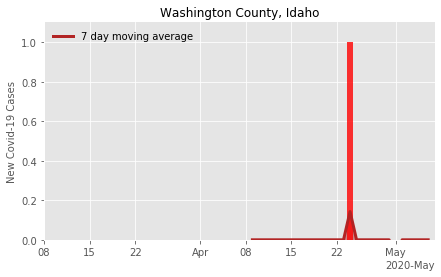 Washington County, Idaho
7 day moving average
New Covid-19 Cases
1.0
0.8
0.6
0.4
0.2
0.0
08 15 22 Apr 08 15 22 May
2020-May